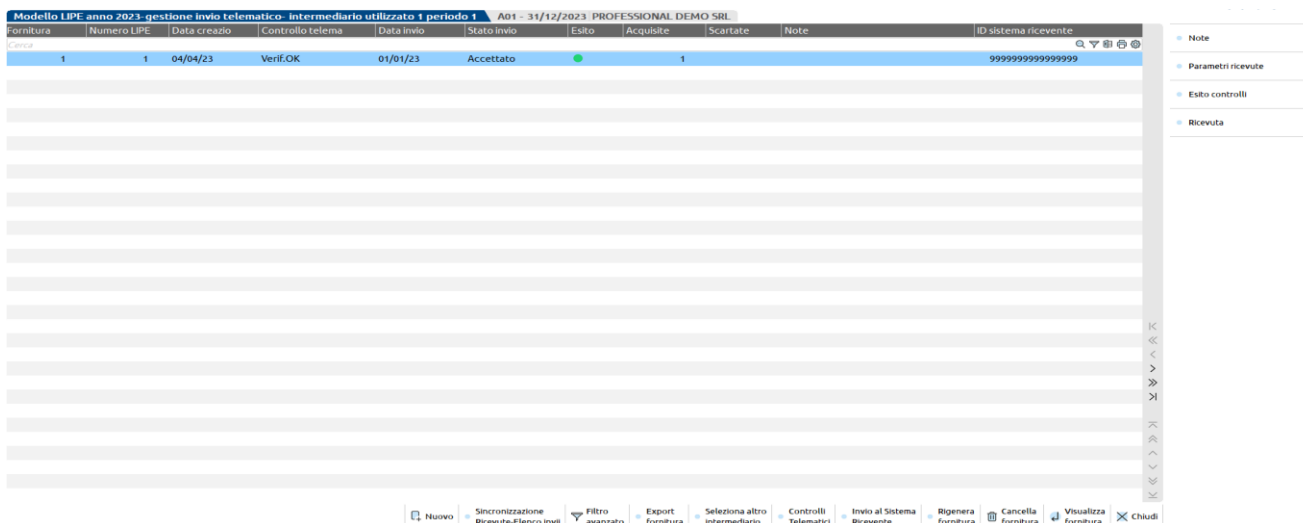 Modello LIPE anno 2023-gestione invio telematico- intermediario utilizzato 1 periodo 1 A01 - 31/12/2023 PROFESSIONAL DEMO SRL
Fornitura Numero LIPE Data creazio Controllo telema Data invio Stato invio Esito Acquisite Scartate Note ID sistema ricevente
Cerca
1 1 04/04/23 Verif.OK 01/01/23 Accettato 1 9999999999999999
Note
Parametri ricevute
Esito controlli
Ricevuta
Nuovo
Sincronizzazione
Ricevute-Elenco invii
Filtro
avanzato
Export
fornitura
Seleziona altro
intermediario
Controlli
Telematici
Invio al Sistema
Ricevente
Rigenera
fornitura
Cancella
fornitura
Visualizza
fornitura
Chiudi